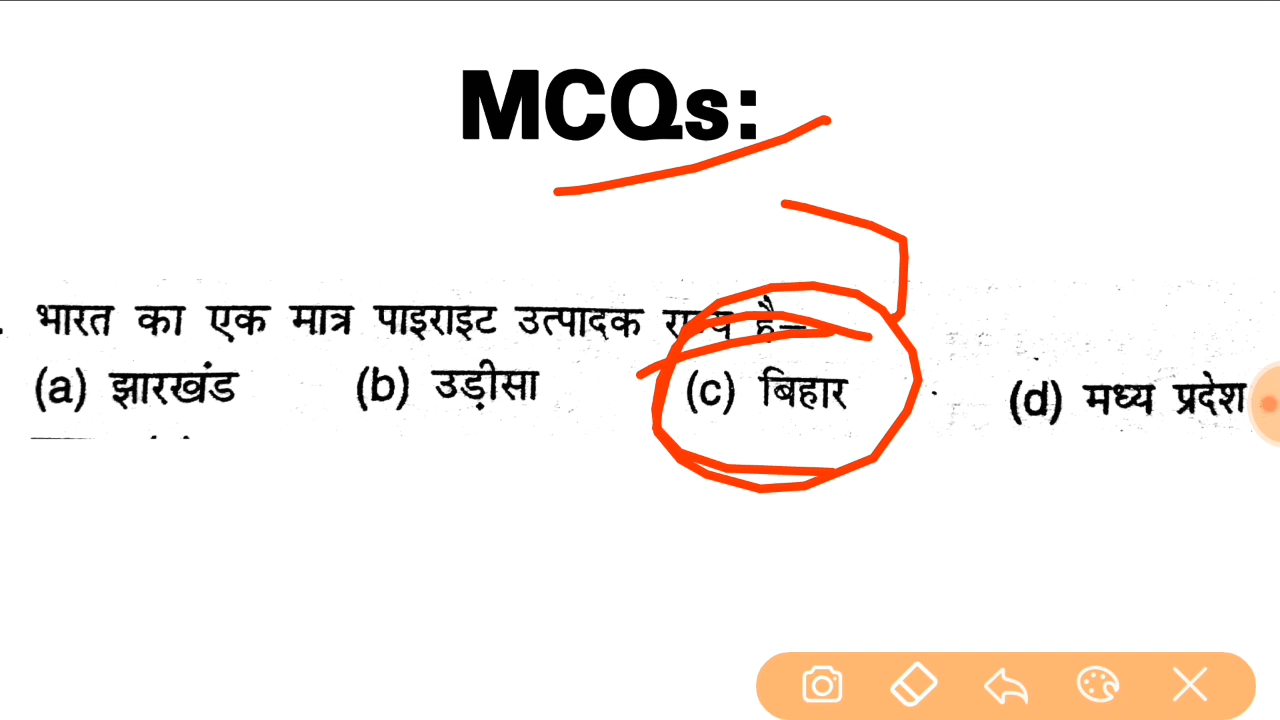 MCQs:
. भारत का एक मात्र पाइराइट उत्पादक राज्य है–
(a) झारखंड (b) उड़ीसा (c) बिहार (d) मध्य प्रदेश